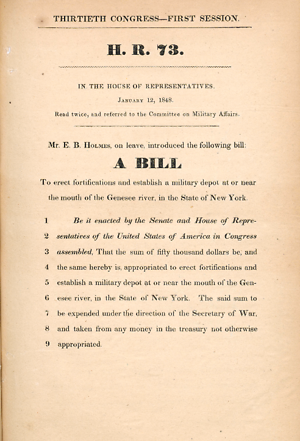 THIRTIETH CONGRESS—FIRST SESSION.
H. R. 73.
IN THE HOUSE OF REPRESENTATIVES.
January 12, 1848.
Read twice, and referred to the Committee on Military Affairs.
Mr. E. B. Holmes, on leave, introduced the following bill:
A BILL
To erect fortifications and establish a military depot at or near
the mouth of the Genesee river, in the State of New York
1 Be it enacted by the Senate and House of Repre-
2 sentatives of the United States of America in Congress
3 assembled, That the sum of fifty thousand dollars be, and
4 the same hereby is, appropriated to erect fortifications and
5 establish a military depot at or near the mouth of the Gen-
6 esee river, in the State of New York. The said sum to
7 be expended under the direction of the Secretary of War,
8 and taken from any money in the treasury not otherwise
9 appropriated.